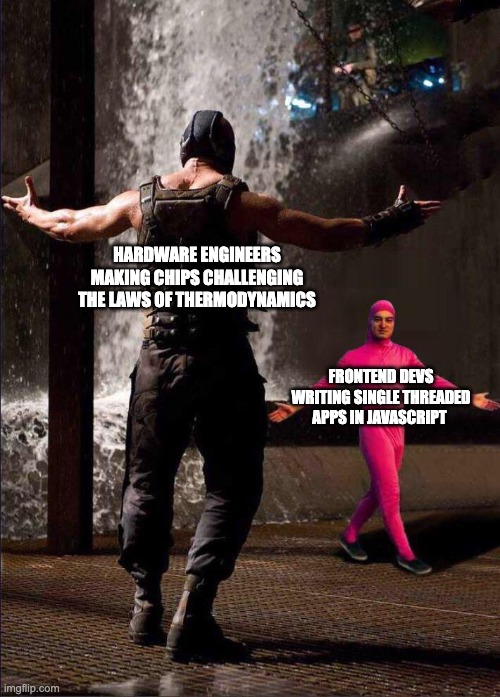 HARDWARE ENGINEERS
MAKING CHIPS CHALLENGING
THE LAWS OF THERMODYNAMICS
FRONTEND DEVS
WRITING SINGLE THREADED
APPS IN JAVASCRIPT
imgflip.com